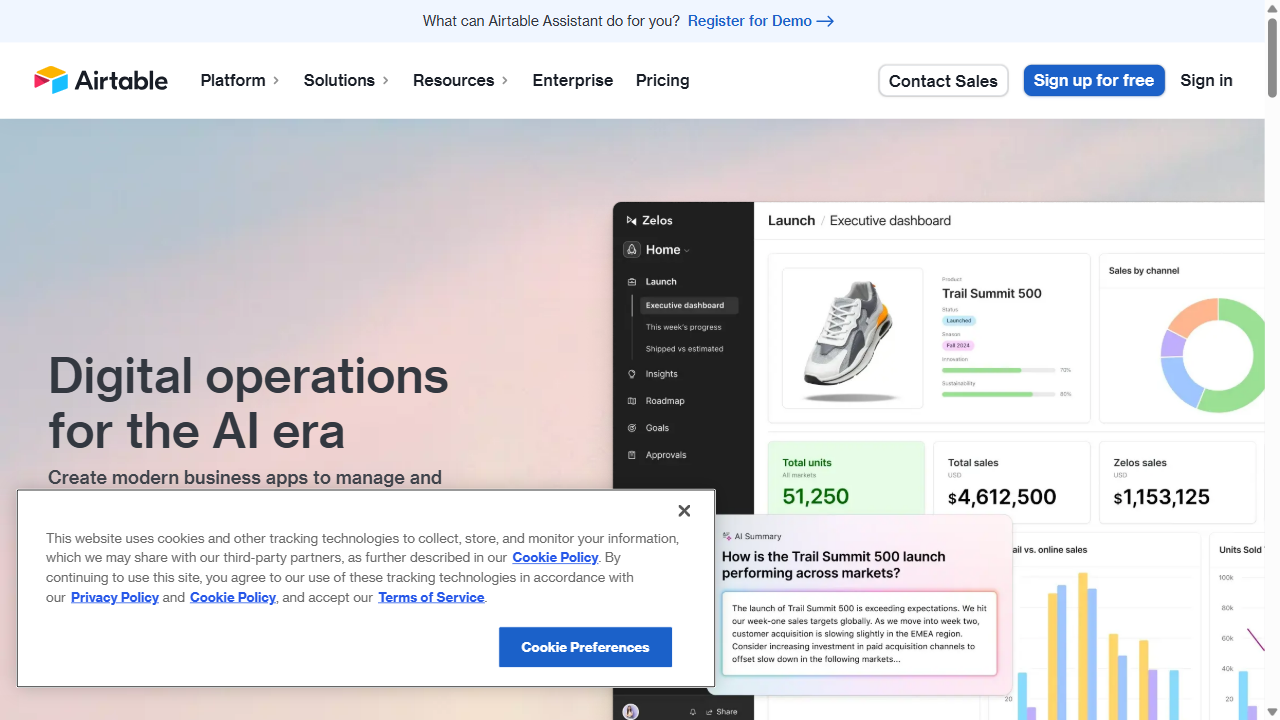 What can Airtable Assistant do for you? Register for Demo
Airtable
Platform
Solutions
Resources
Enterprise
Pricing
Contact Sales
Sign up for free
Sign in
Digital operations
for the AI era
Create modern business apps to manage and
Zelos
Home
Launch
Executive dashboard
This week's progress
Shipped vs estimated
Insights
Roadmap
Goals
Approvals
Share
Launch / Executive dashboard
Product
Trail Summit 500
Status
Launched
Season
Fall 2024
Innovation
70%
Sustainability
80%
Sales by channel
Total units
All markets
51,250
Total sales
USD
$4,612,500
Zelos sales
USD
$1,153,125
AI Summary
How is the Trail Summit 500 launch
performing across markets?
The launch of Trail Summit 500 is exceeding expectations. We hit
our week-one sales targets globally. As we move into week two,
customer acquisition is slowing slightly in the EMEA region.
Consider increasing investment in paid acquisition channels to
offset slow down in the following markets...
vs. online sales
20
Units Sold
100k
80k
60k
40k
20
This website uses cookies and other tracking technologies to collect, store, and monitor your information,
which we may share with our third-party partners, as further described in our Cookie Policy. By
continuing to use this site, you agree to our use of these tracking technologies in accordance with
our Privacy Policy and Cookie Policy, and accept our Terms of Service.
Cookie Preferences